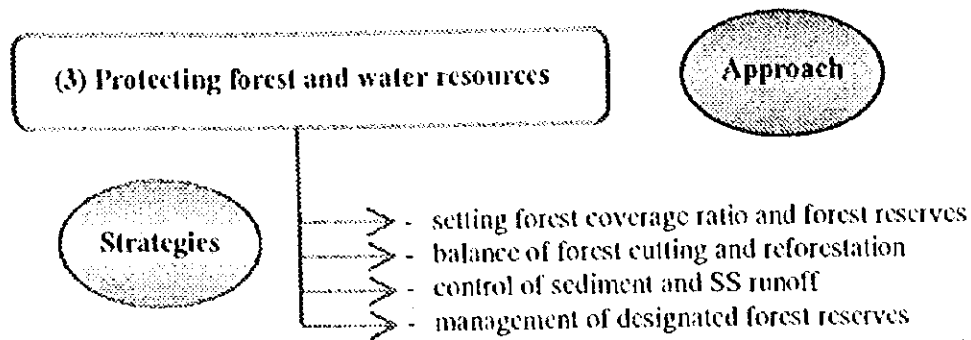 (3) Protecting forest and water resources
Approach
Strategies
- setting forest coverage ratio and forest reserves
- balance of forest cutting and reforestation
- control of sediment and SS runoff
- management of designated forest reserves